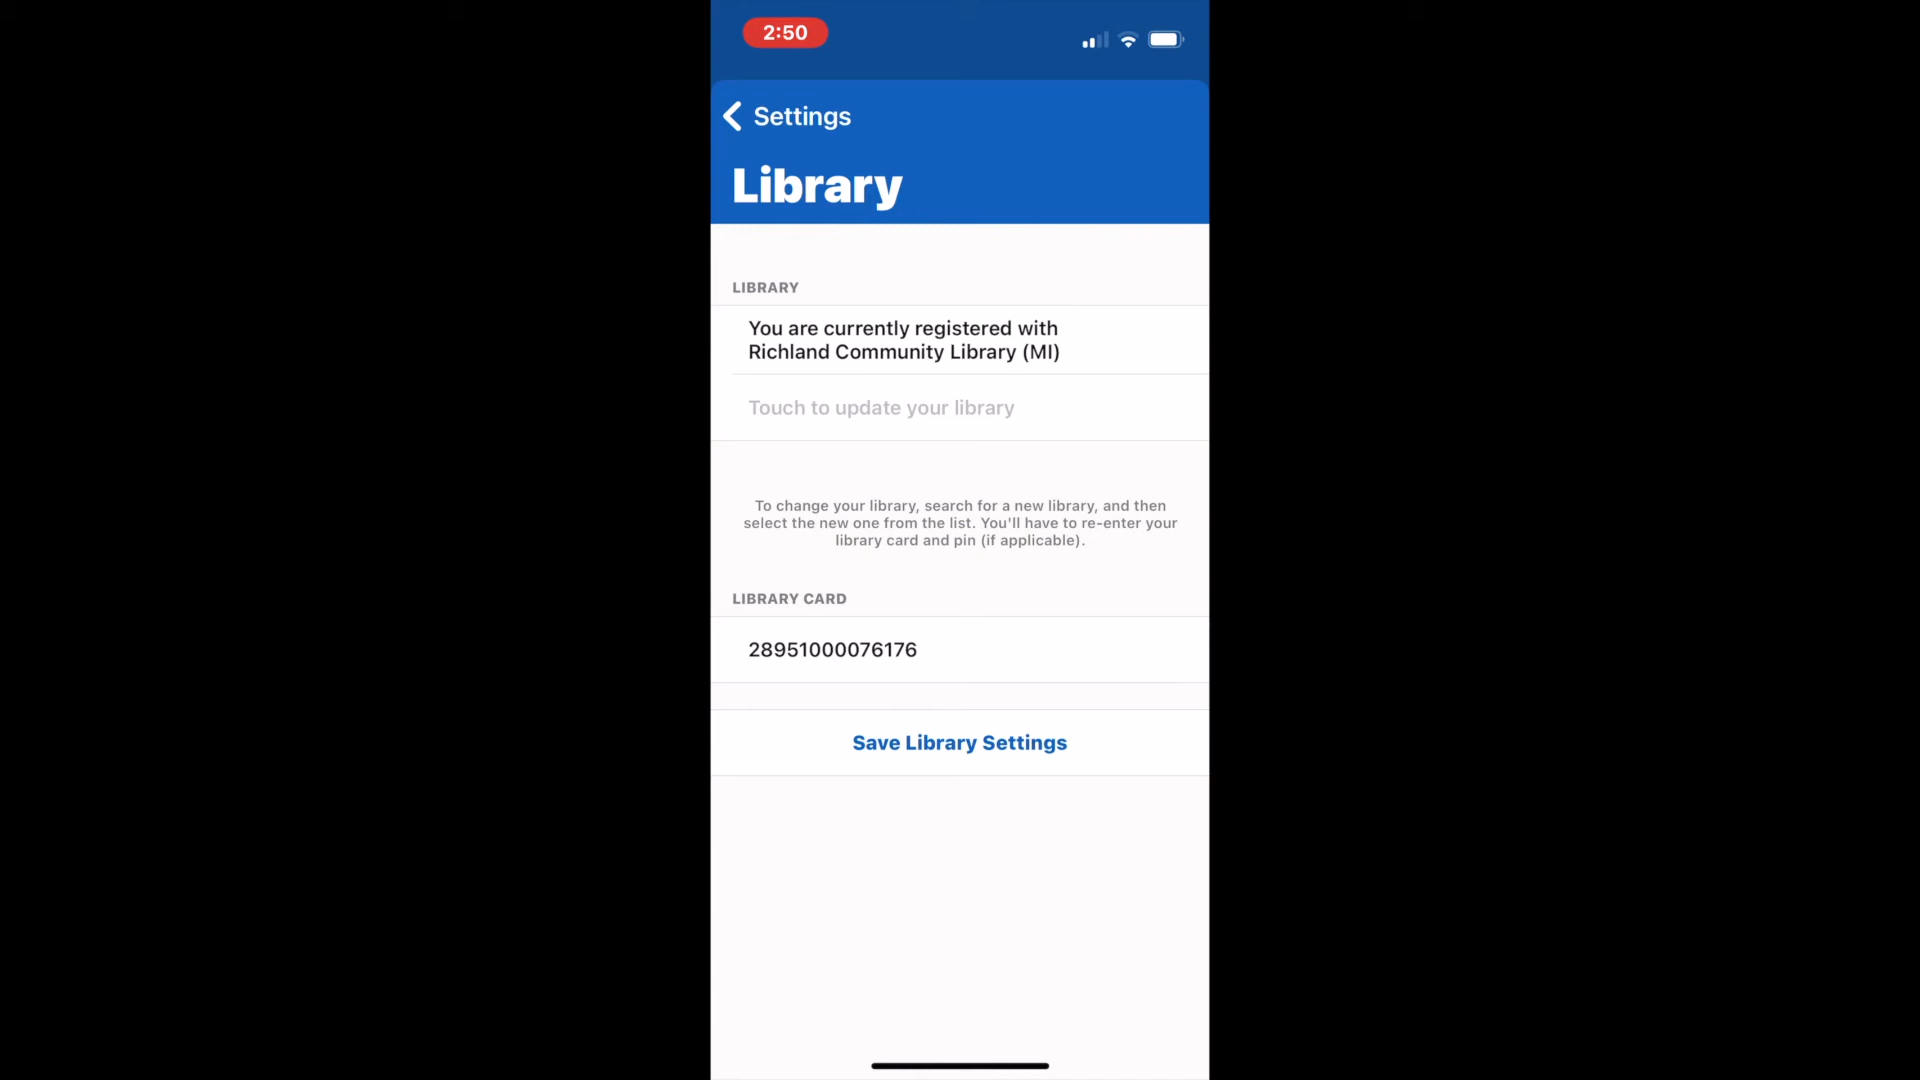 2:50
Settings
Library
LIBRARY
You are currently registered with
Richland Community Library (MI)
Touch to update your library
To change your library, search for a new library, and then
select the new one from the list. You'll have to re-enter your
library card and pin (if applicable).
LIBRARY CARD
28951000076176
Save Library Settings